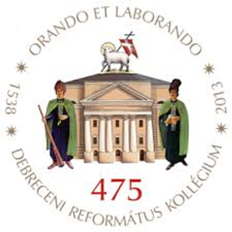 ORANDO ET LABORANDO
1538
2013
475
DEBRECENI REFORMÁTUS KOLLÉGIUM